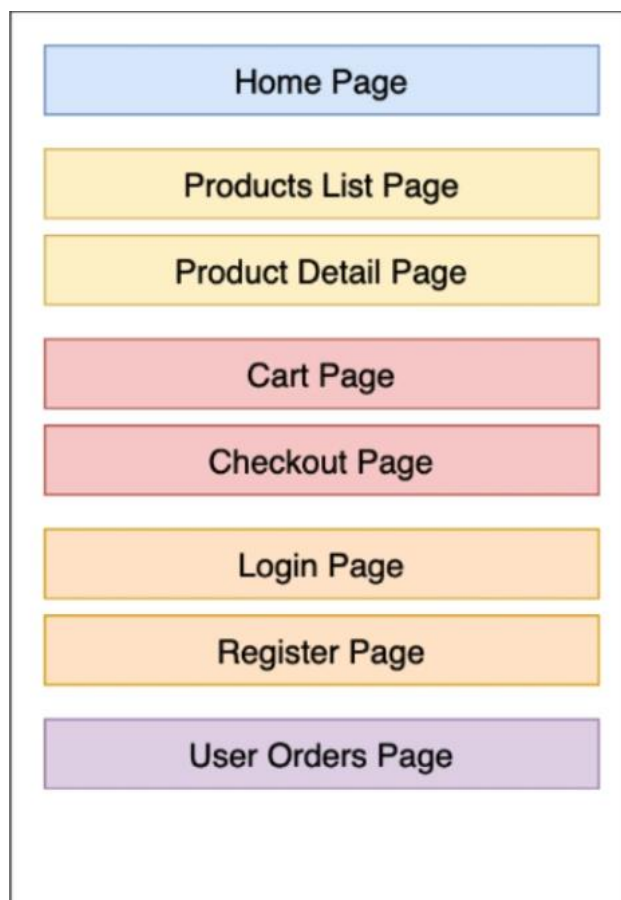 Home Page
Products List Page
Product Detail Page
Cart Page
Checkout Page
Login Page
Register Page
User Orders Page